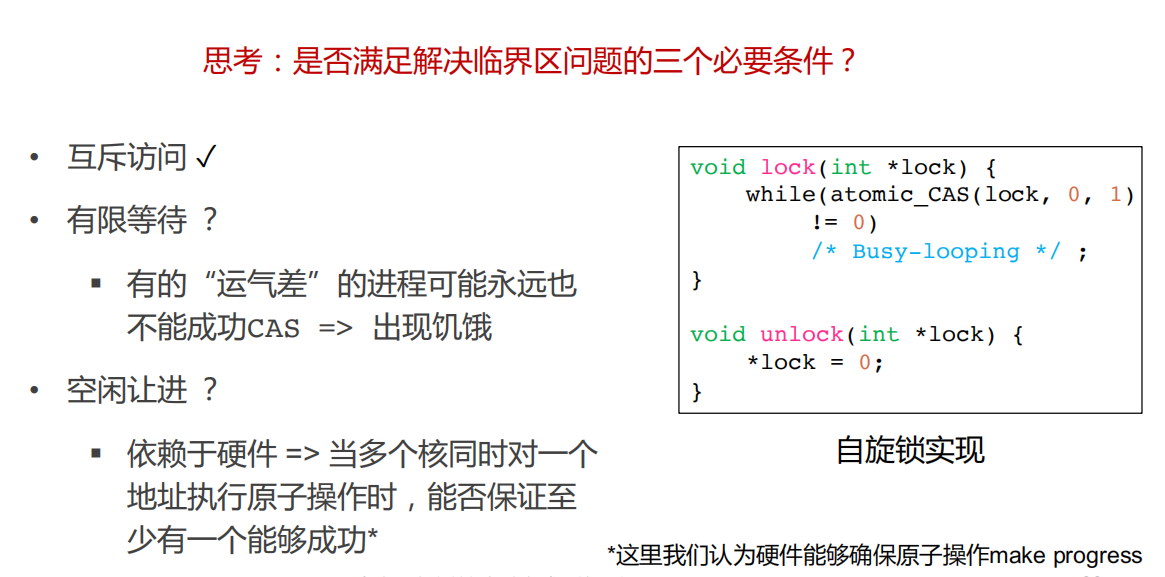 思考：是否满足解决临界区问题的三个必要条件？
• 互斥访问 ✓
• 有限等待 ？
▪ 有的“运气差”的进程可能永远也
不能成功CAS => 出现饥饿
• 空闲让进 ？
▪ 依赖于硬件 => 当多个核同时对一个
地址执行原子操作时，能否保证至
少有一个能够成功*
void lock(int *lock) {
while(atomic_CAS(lock, 0, 1)
!= 0)
/* Busy-looping */ ;
}
void unlock(int *lock) {
*lock = 0;
}
自旋锁实现
*这里我们认为硬件能够确保原子操作make progress